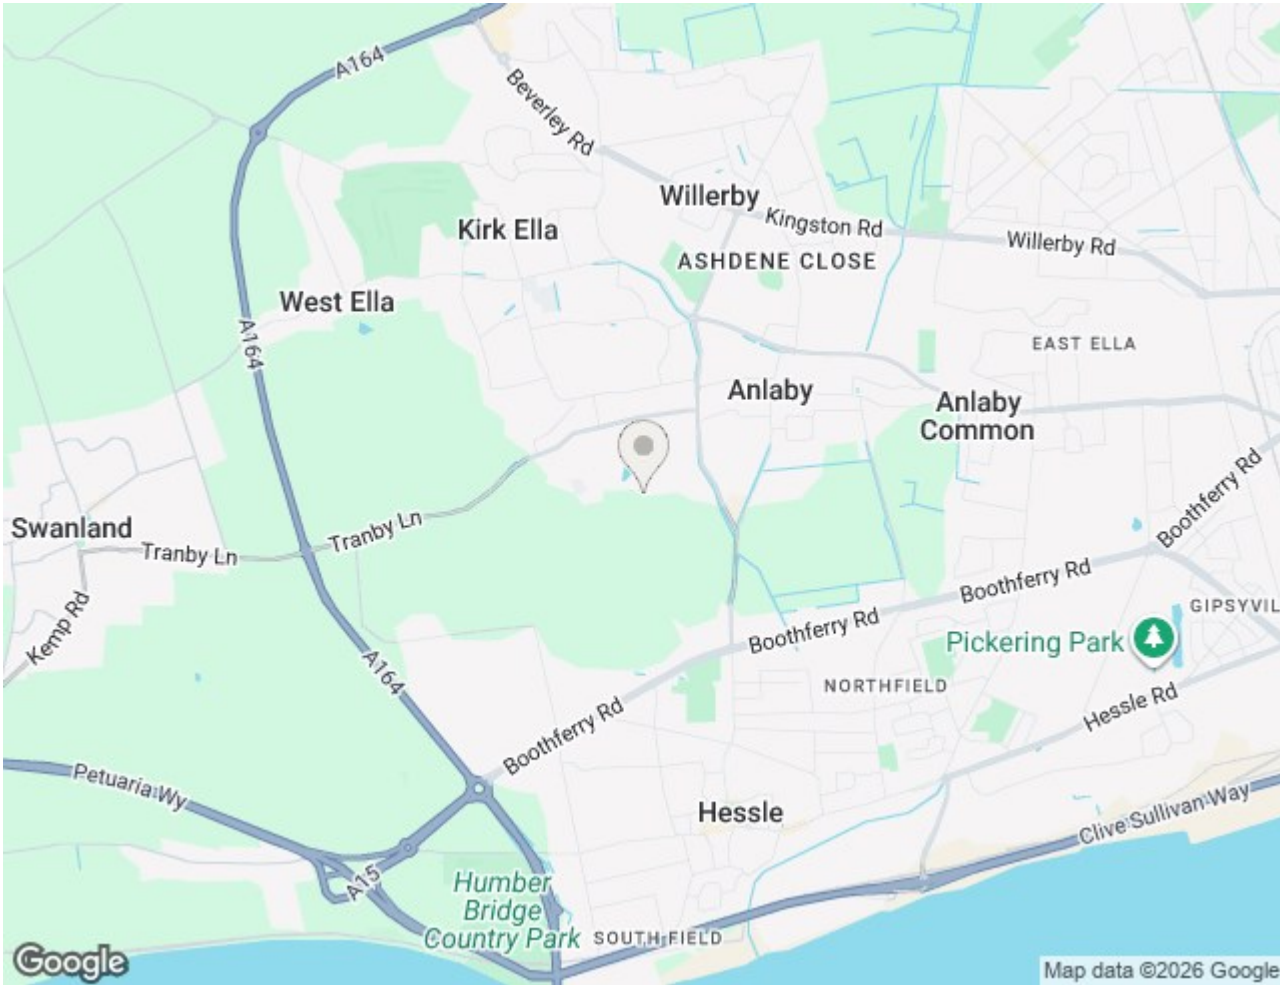 A164
Beverley Rd
Willerby
Kingston Rd
Kirk Ella
Willerby Rd
ASHDENE CLOSE
West Ella
A164
EAST ELLA
Anlaby
Anlaby
Common
Boothferry Rd
Swanland
Tranby Ln
Tranby Ln
Boothferry Rd
Kemp Rd
GIPSYVIL
Boothferry Rd
Pickering Park
A164
NORTHFIELD
Hessle Rd
Boothferry Rd
Petuaria Wy
Hessle
Clive Sullivan Way
A15
Humber
Bridge
Country Park
SOUTH FIELD
Google
Map data ©2026 Google